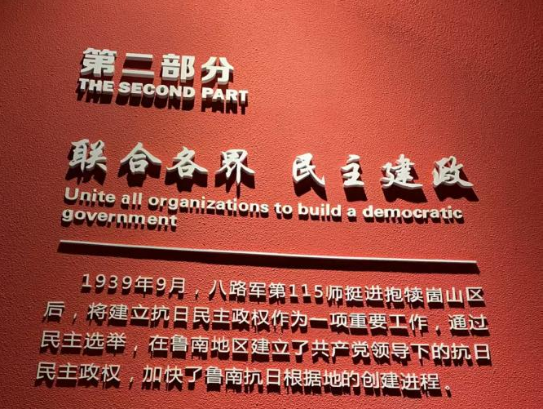 第二部分
THE SECOND PART
联合各界 民主建政
Unite all organizations to build a democratic
government
1939年9月，八路军第115师挺进抱犊崮山区
后，将建立抗日民主政权作为一项重要工作，通过
民主选举，在鲁南地区建立了共产党领导下的抗日
民主政权，加快了鲁南抗日根据地的创建进程。